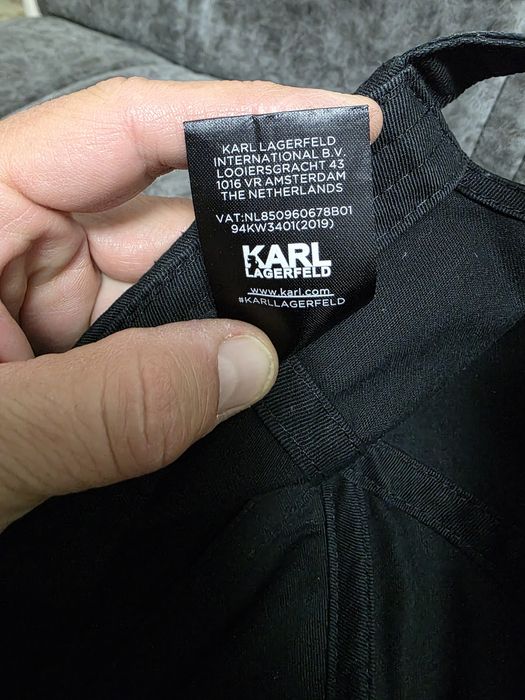 KARL LAGERFELD
INTERNATIONAL B.V.
LOOIERSGRACHT 43
1016 VR AMSTERDAM
THE NETHERLANDS
VAT:NL850960678B01
94KW3401(2019)
KARL
LAGERFELD
www.karl.com
#KARLLAGERFELD